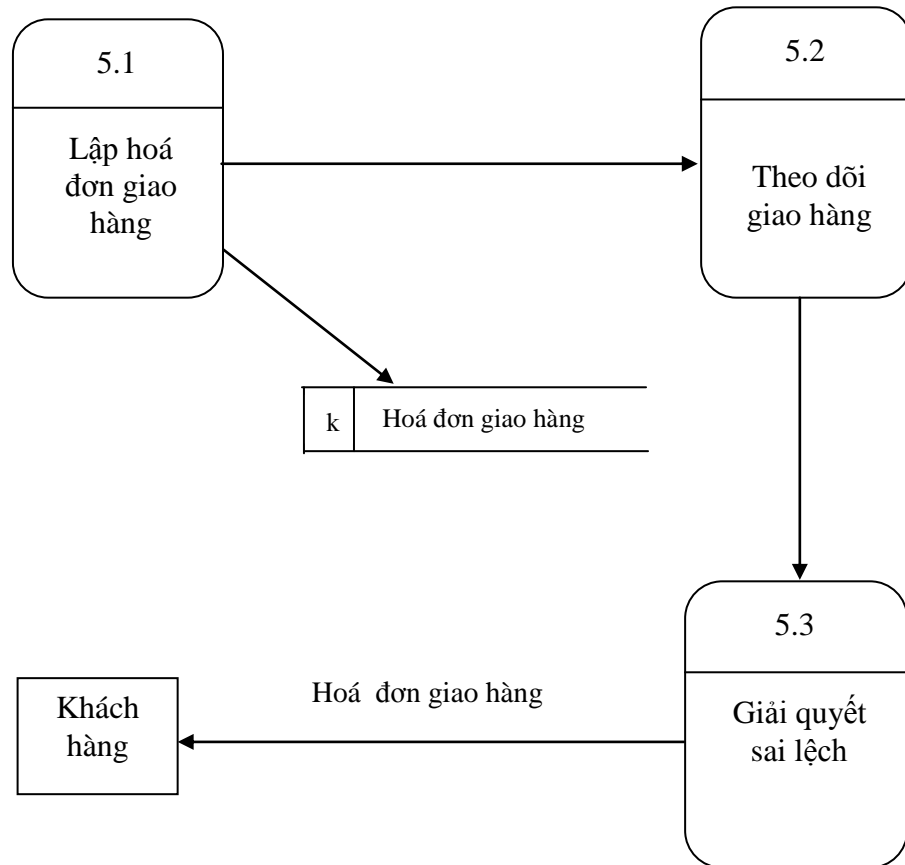 5.1
Lập hoá
đơn giao
hàng
5.2
Theo dõi
giao hàng
k
Hoá đơn giao hàng
5.3
Giải quyết
sai lệch
Hoá đơn giao hàng
Khách
hàng